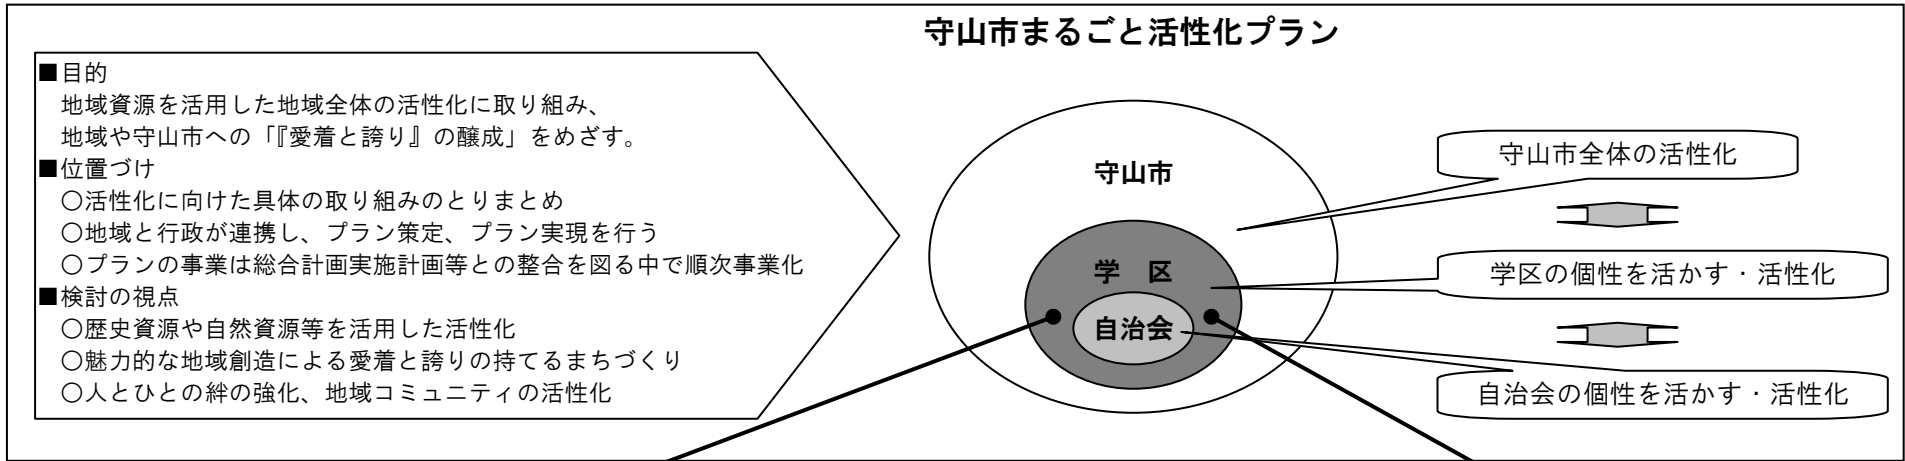 守山市まるごと活性化プラン
■目的
地域資源を活用した地域全体の活性化に取り組み、
地域や守山市への「『愛着と誇り』の醸成」をめざす。
■位置づけ
○活性化に向けた具体の取り組みのとりまとめ
○地域と行政が連携し、プラン策定、プラン実現を行う
○プランの事業は総合計画実施計画等との整合を図る中で順次事業化
■検討の視点
○歴史資源や自然資源等を活用した活性化
○魅力的な地域創造による愛着と誇りの持てるまちづくり
○人とひとの絆の強化、地域コミュニティの活性化
守山市
学　区
自治会
守山市全体の活性化
学区の個性を活かす・活性化
自治会の個性を活かす・活性化